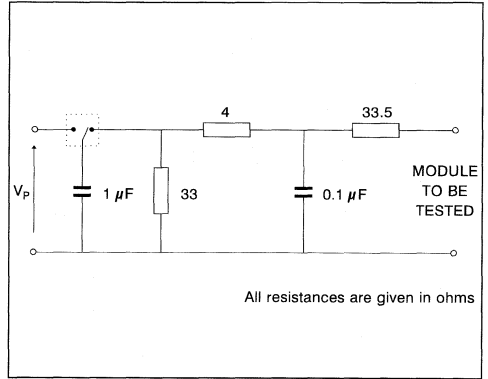 4
33.5
V_P
1 μF
33
0.1 μF
MODULE
TO BE
TESTED
All resistances are given in ohms